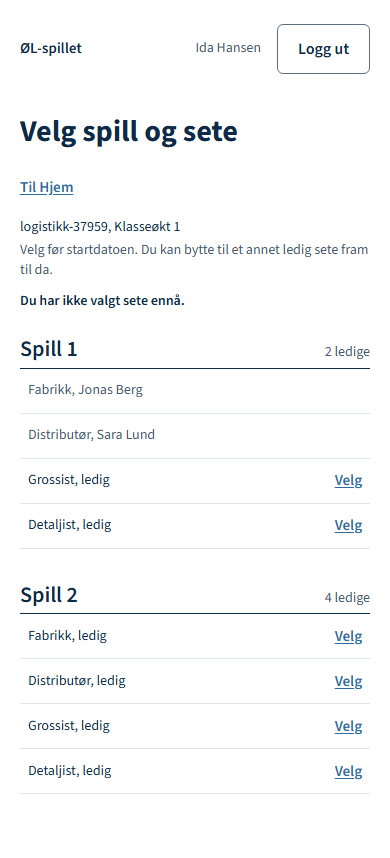 ØL-spillet
Ida Hansen
Logg ut
Velg spill og sete
Til Hjem
logistikk-37959, Klasseøkt 1
Velg før startdatoen. Du kan bytte til et annet ledig sete fram
til da.
Du har ikke valgt sete ennå.
Spill 1
2 ledige
Fabrikk, Jonas Berg
Distributør, Sara Lund
Grossist, ledig
Velg
Detaljist, ledig
Velg
Spill 2
4 ledige
Fabrikk, ledig
Velg
Distributør, ledig
Velg
Grossist, ledig
Velg
Detaljist, ledig
Velg